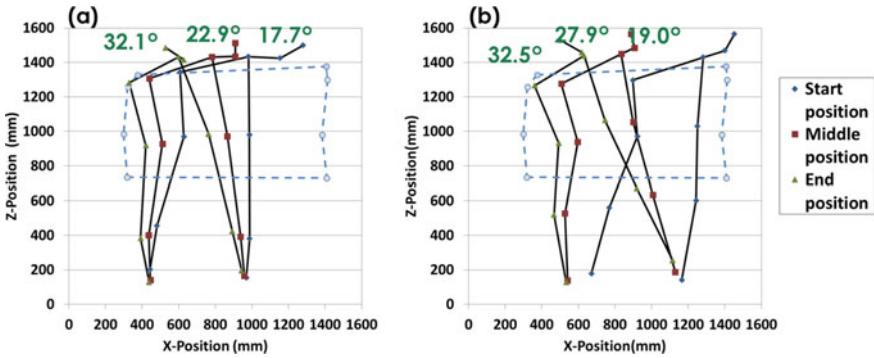 (a)
(b)
32.1°
22.9°
17.7°
32.5°
27.9°
19.0°
1600
1400
1200
1000
800
600
400
200
0
Z-Position (mm)
0 200 400 600 800 1000 1200 1400 1600
X-Position (mm)
1600
1400
1200
1000
800
600
400
200
0
Z-Position(mm)
0 200 400 600 800 1000 1200 1400 1600
X-Position(mm)
Start
position
Middle
position
End
position